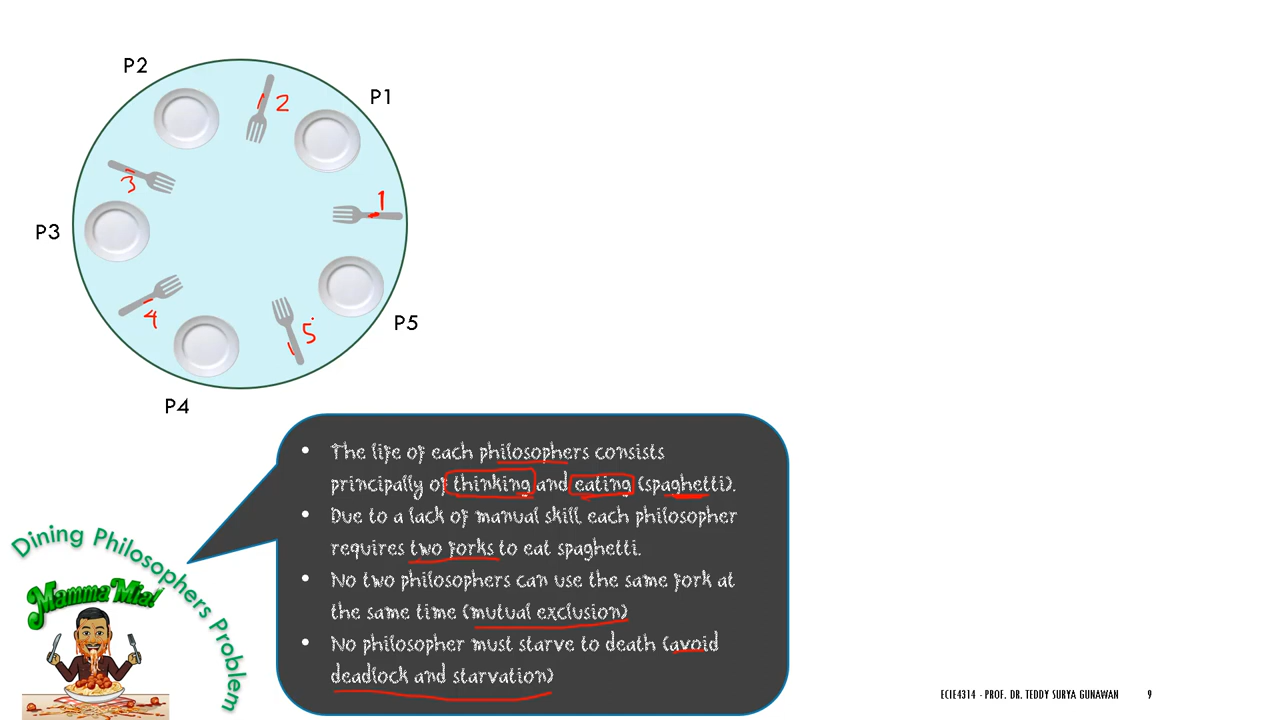 P2
P1
2
3
1
P3
4
5
P5
P4
• The life of each philosophers consists
principally of thinking and eating (spaghetti).
• Due to a lack of manual skill each philosopher
requires two forks to eat spaghetti.
• No two philosophers can use the same fork at
the same time (mutual exclusion)
• No philosopher must starve to death (avoid
deadlock and starvation)
Dining Philosophers Problem
Mamma Mia!
ECIE4314 - PROF. DR. TEDDY SURYA GUNAWAN 9